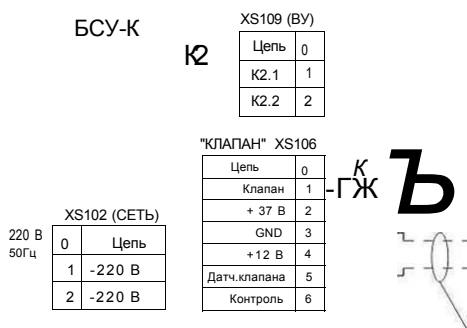 БСУ-К
К2
XS109 (ВУ)
Цепь 0
К2.1 1
К2.2 2
"КЛАПАН" XS106
Цепь 0
Клапан 1
+ 37 В 2
GND 3
+12 В 4
Датч.клапана 5
Контроль 6
К
-ГЖ
Ъ
XS102 (СЕТЬ)
220 В
50Гц
0 Цепь
1 -220 В
2 -220 В